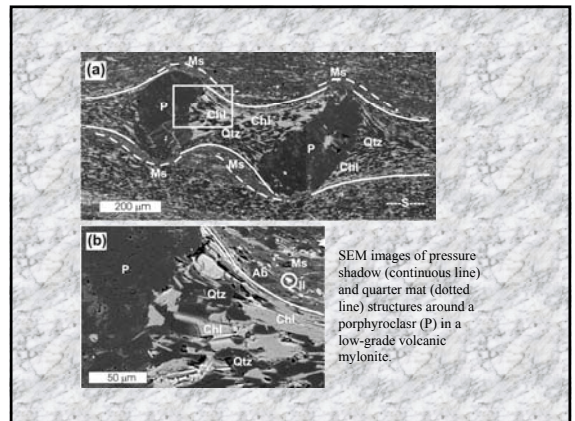 (a)
Ms
Ms
P
Chl
Chl
Qtz
Qtz
Ms
P
Chl
Ms
200 µm
----S----
(b)
P
Ab
Ms
Il
Qtz
Chl
Chl
Qtz
50 µm
SEM images of pressure
shadow (continuous line)
and quarter mat (dotted
line) structures around a
porphyroclasr (P) in a
low-grade volcanic
mylonite.